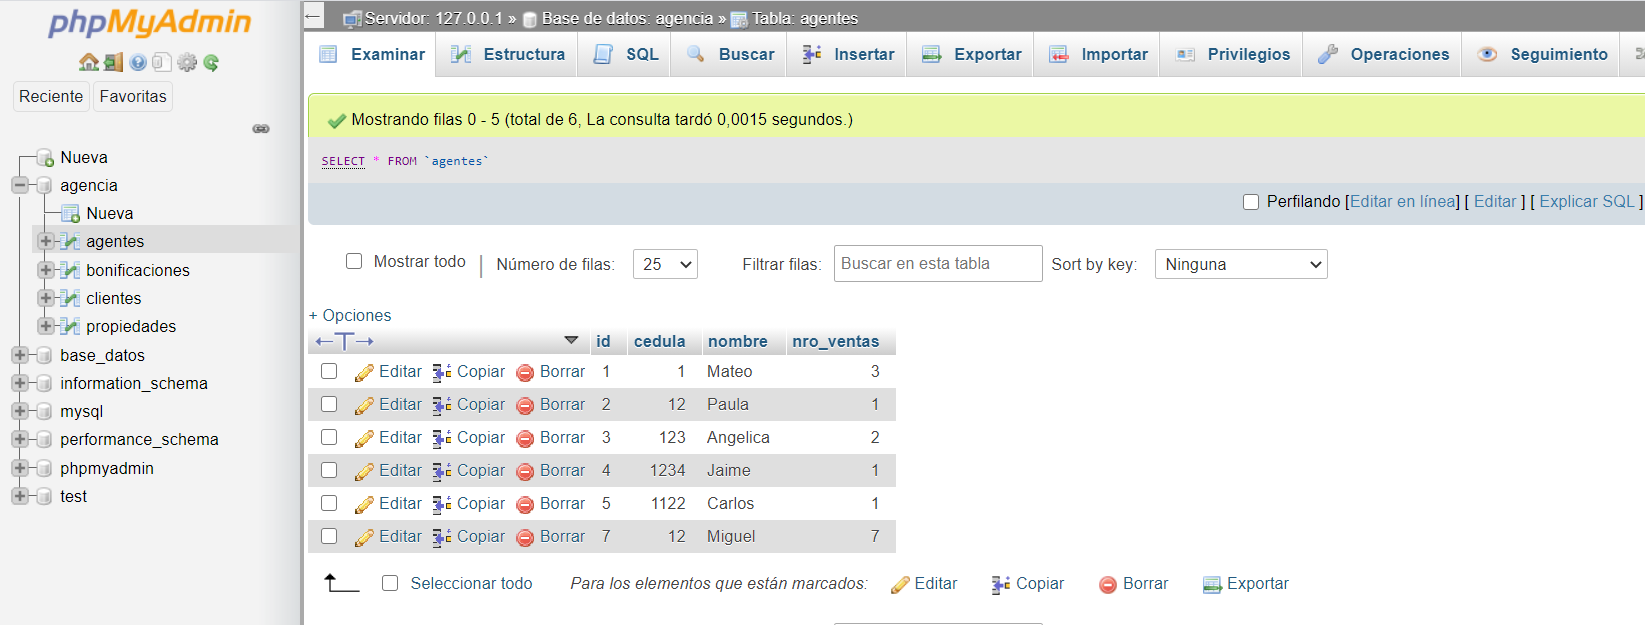 phpMyAdmin
Reciente Favoritas
Nueva
agencia
Nueva
agentes
bonificaciones
clientes
propiedades
base_datos
information_schema
mysql
performance_schema
phpmyadmin
test
← Servidor: 127.0.0.1 » Base de datos: agencia » Tabla: agentes
Examinar Estructura SQL Buscar Insertar Exportar Importar Privilegios Operaciones Seguimiento
Mostrando filas 0 - 5 (total de 6, La consulta tardó 0,0015 segundos.)
SELECT * FROM `agentes`
Perfilando [Editar en línea] [ Editar ] [ Explicar SQL ]
Mostrar todo | Número de filas: 25 Filtrar filas: Buscar en esta tabla Sort by key: Ninguna
+ Opciones
←T→ id cedula nombre nro_ventas
Editar Copiar Borrar 1 1 Mateo 3
Editar Copiar Borrar 2 12 Paula 1
Editar Copiar Borrar 3 123 Angelica 2
Editar Copiar Borrar 4 1234 Jaime 1
Editar Copiar Borrar 5 1122 Carlos 1
Editar Copiar Borrar 7 12 Miguel 7
Seleccionar todo Para los elementos que están marcados: Editar Copiar Borrar Exportar